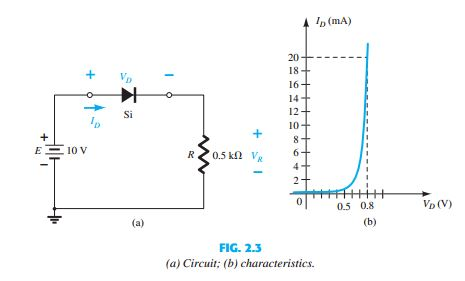 I_D (mA)
20
18
16
14
12
10
8
6
4
2
0
0.5 0.8
V_D (V)
(b)
+ V_D –
I_D
Si
+
E
10 V
–
R
0.5 kΩ
+
V_R
–
(a)
FIG. 2.3
(a) Circuit; (b) characteristics.